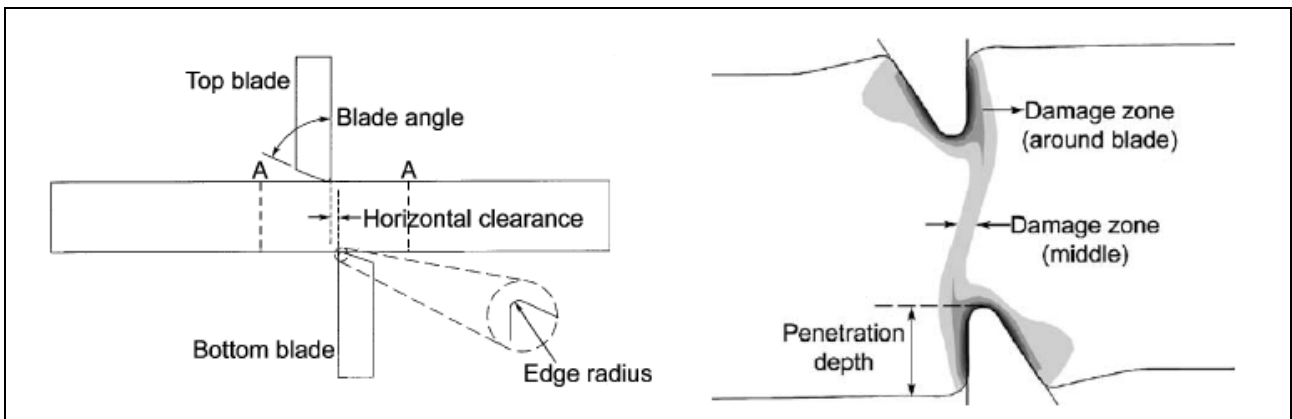 Top blade
Blade angle
A
A
Horizontal clearance
Bottom blade
Edge radius
Damage zone
(around blade)
Damage zone
(middle)
Penetration
depth